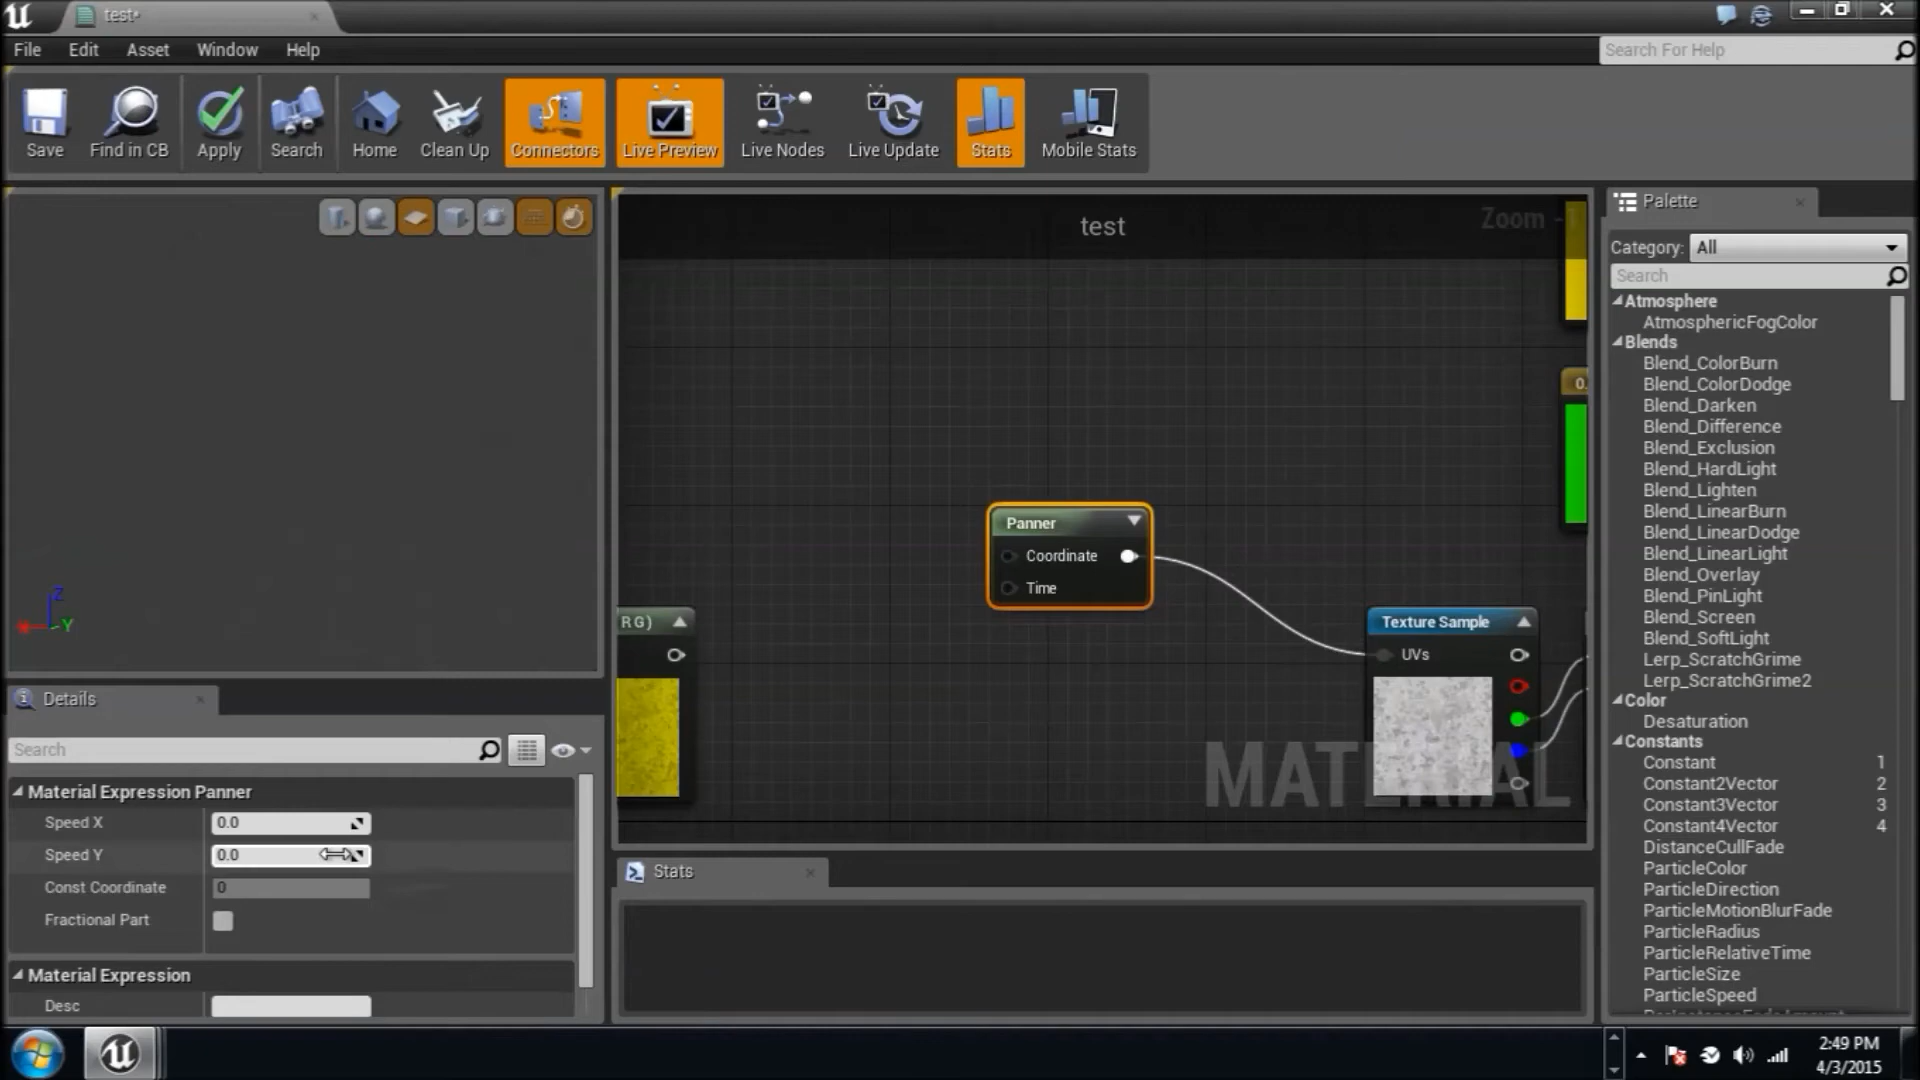 test*
File Edit Asset Window Help
Search For Help
Save Find in CB Apply Search Home Clean Up Connectors Live Preview Live Nodes Live Update Stats Mobile Stats
test
Zoom -1
Palette
Category: All
Search
Atmosphere
AtmosphericFogColor
Blends
Blend_ColorBurn
Blend_ColorDodge
Blend_Darken
Blend_Difference
Blend_Exclusion
Blend_HardLight
Blend_Lighten
Blend_LinearBurn
Blend_LinearDodge
Blend_LinearLight
Blend_Overlay
Blend_PinLight
Blend_Screen
Blend_SoftLight
Lerp_ScratchGrime
Lerp_ScratchGrime2
Color
Desaturation
Constants
Constant 1
Constant2Vector 2
Constant3Vector 3
Constant4Vector 4
DistanceCullFade
ParticleColor
ParticleDirection
ParticleMotionBlurFade
ParticleRadius
ParticleRelativeTime
ParticleSize
ParticleSpeed
0.
Panner
Coordinate
Time
RG)
Texture Sample
UVs
MATERIAL
Z
Y
Details
Search
Material Expression Panner
Speed X 0.0
Speed Y 0.0
Const Coordinate 0
Fractional Part
Material Expression
Desc
Stats
2:49 PM
4/3/2015